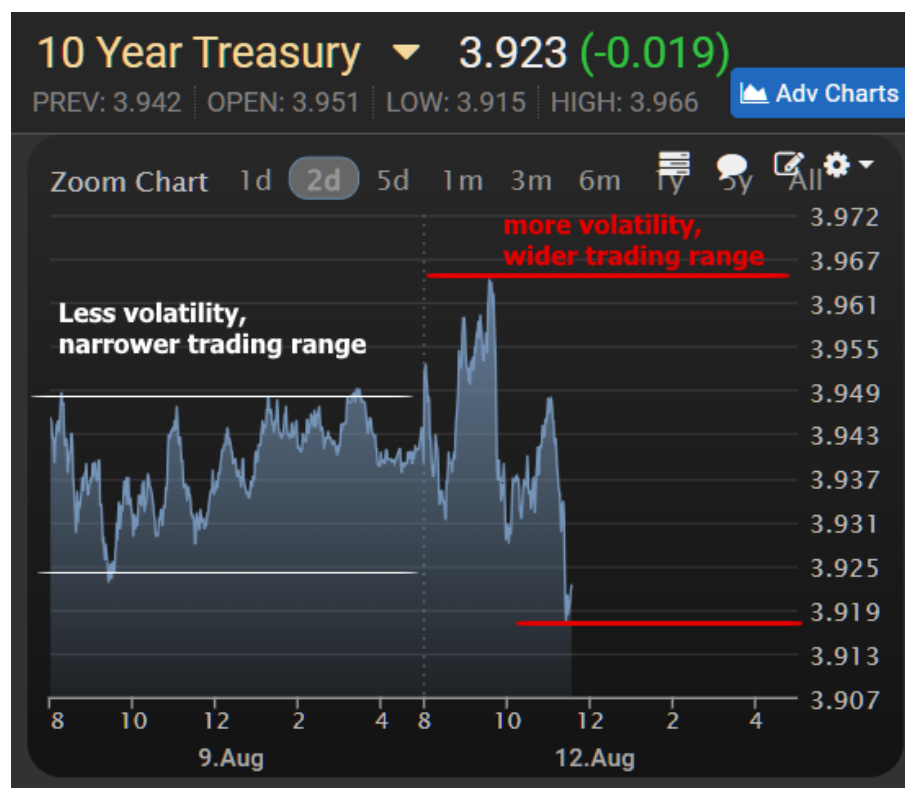 10 Year Treasury 3.923 (-0.019)
PREV: 3.942 OPEN: 3.951 LOW: 3.915 HIGH: 3.966
Adv Charts
Zoom Chart 1d 2d 5d 1m 3m 6m 1y 5y All
more volatility,
wider trading range
Less volatility,
narrower trading range
3.972
3.967
3.961
3.955
3.949
3.943
3.937
3.931
3.925
3.919
3.913
3.907
8 10 12 2 4 8 10 12 2 4
9.Aug 12.Aug